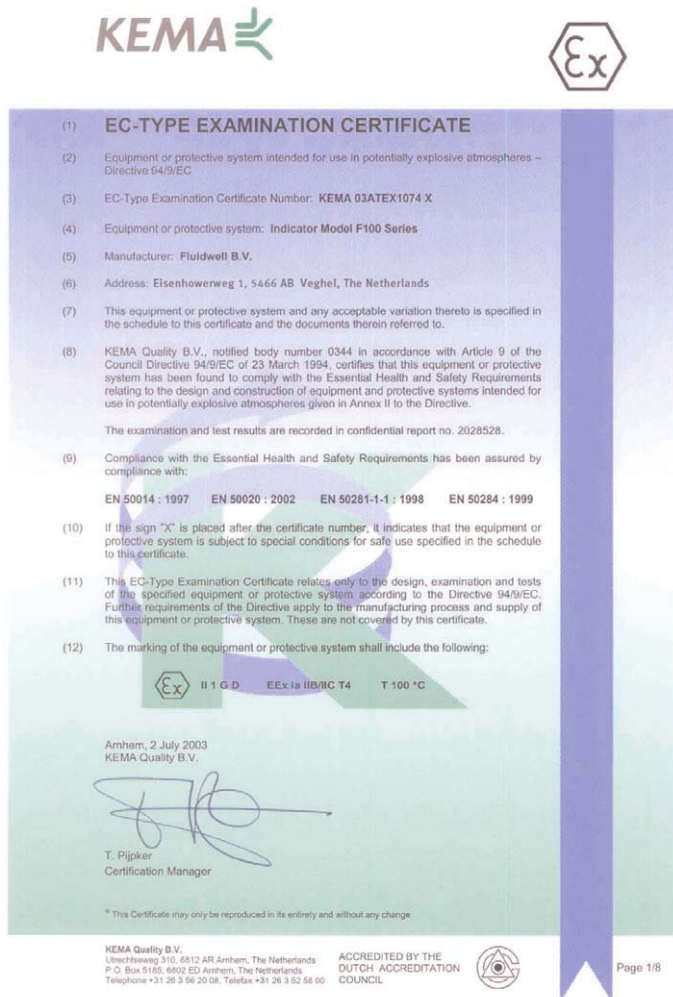 KEMA
Ex
(1) EC-TYPE EXAMINATION CERTIFICATE
(2) Equipment or protective system intended for use in potentially explosive atmospheres –
Directive 94/9/EC
(3) EC-Type Examination Certificate Number: KEMA 03ATEX1074 X
(4) Equipment or protective system: Indicator Model F100 Series
(5) Manufacturer: Fluidwell B.V.
(6) Address: Eisenhowerweg 1, 5466 AB Veghel, The Netherlands
(7) This equipment or protective system and any acceptable variation thereto is specified in
the schedule to this certificate and the documents therein referred to.
(8) KEMA Quality B.V., notified body number 0344 in accordance with Article 9 of the
Council Directive 94/9/EC of 23 March 1994, certifies that this equipment or protective
system has been found to comply with the Essential Health and Safety Requirements
relating to the design and construction of equipment and protective systems intended for
use in potentially explosive atmospheres given in Annex II to the Directive.
The examination and test results are recorded in confidential report no. 2028528.
(9) Compliance with the Essential Health and Safety Requirements has been assured by
compliance with:
EN 50014 : 1997 EN 50020 : 2002 EN 50281-1-1 : 1998 EN 50284 : 1999
(10) If the sign "X" is placed after the certificate number, it indicates that the equipment or
protective system is subject to special conditions for safe use specified in the schedule
to this certificate.
(11) This EC-Type Examination Certificate relates only to the design, examination and tests
of the specified equipment or protective system according to the Directive 94/9/EC.
Further requirements of the Directive apply to the manufacturing process and supply of
this equipment or protective system. These are not covered by this certificate.
(12) The marking of the equipment or protective system shall include the following:
Ex II 1 G D EEx ia IIB/IIC T4 T 100 °C
Arnhem, 2 July 2003
KEMA Quality B.V.
T. Pijpker
Certification Manager
® This Certificate may only be reproduced in its entirety and without any change
KEMA Quality B.V.
Utrechtseweg 310, 6812 AR Arnhem, The Netherlands
P.O. Box 5185, 6802 ED Arnhem, The Netherlands
Telephone +31 26 3 56 20 08, Telefax +31 26 3 52 58 00
ACCREDITED BY THE
DUTCH ACCREDITATION
COUNCIL
Page 1/8